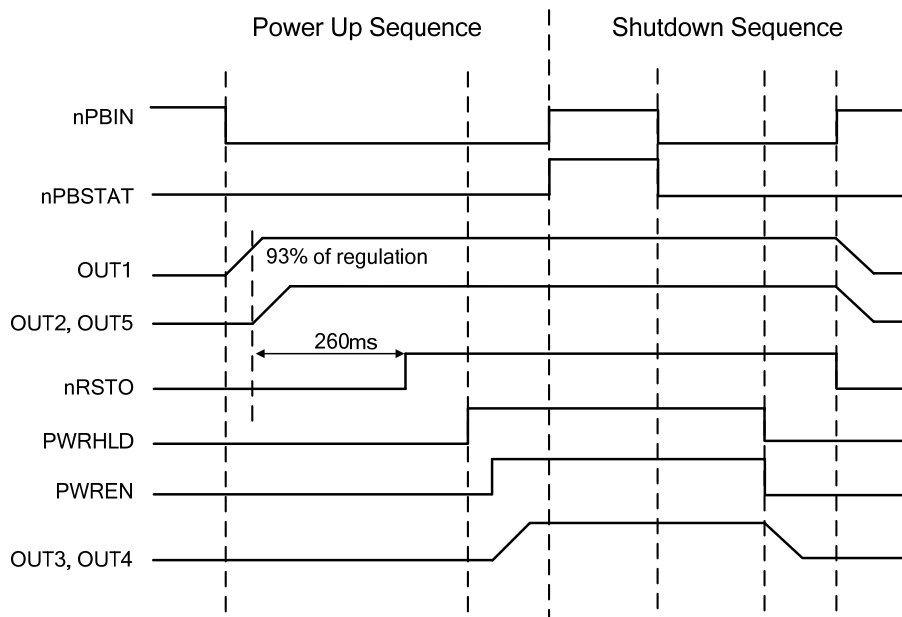 Power Up Sequence
Shutdown Sequence
nPBIN
nPBSTAT
OUT1
93% of regulation
OUT2, OUT5
260ms
nRSTO
PWRHLD
PWREN
OUT3, OUT4